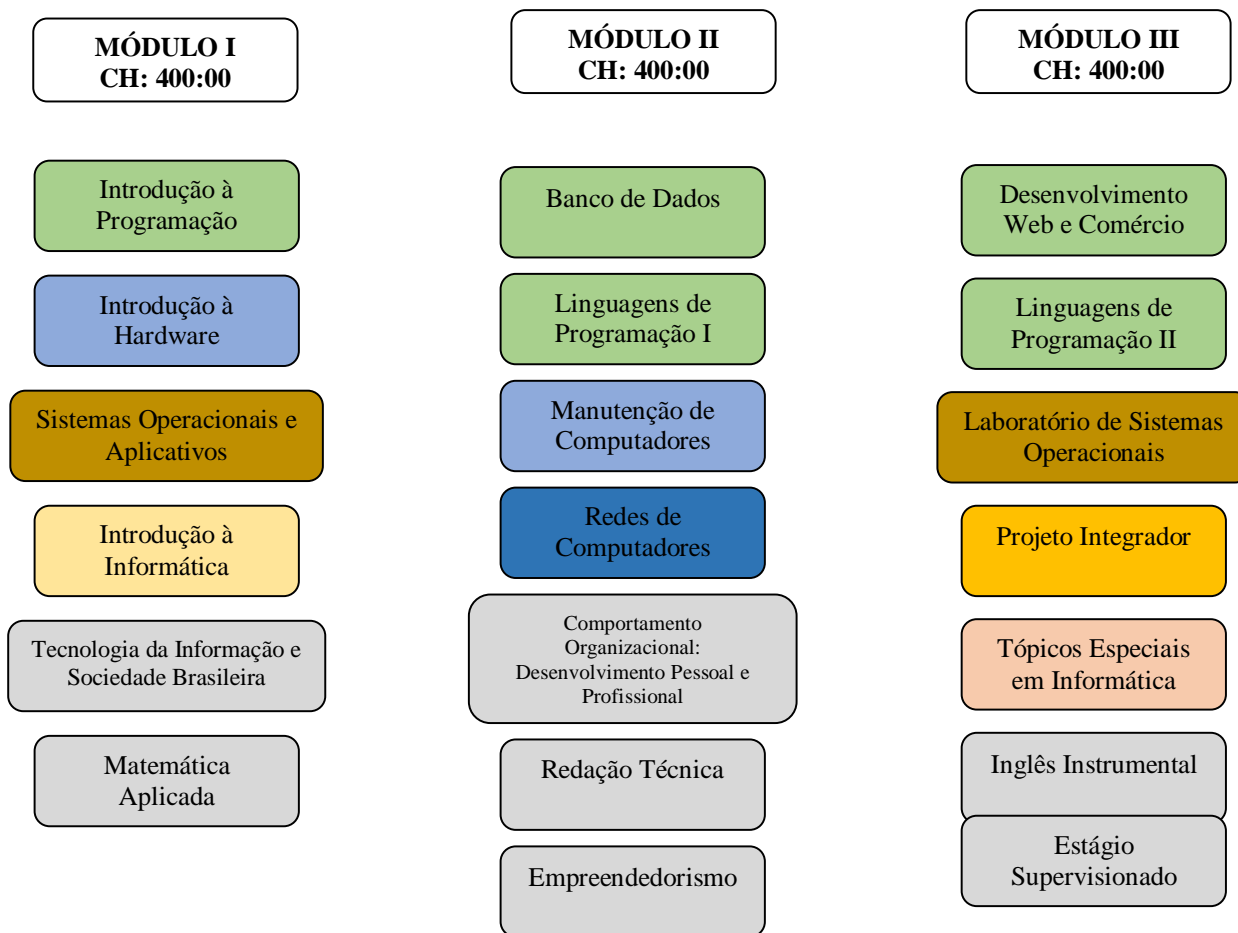 MÓDULO I
CH: 400:00
Introdução à
Programação
Introdução à
Hardware
Sistemas Operacionais e
Aplicativos
Introdução à
Informática
Tecnologia da Informação e
Sociedade Brasileira
Matemática
Aplicada
MÓDULO II
CH: 400:00
Banco de Dados
Linguagens de
Programação I
Manutenção de
Computadores
Redes de
Computadores
Comportamento
Organizacional:
Desenvolvimento Pessoal e
Profissional
Redação Técnica
Empreendedorismo
MÓDULO III
CH: 400:00
Desenvolvimento
Web e Comércio
Linguagens de
Programação II
Laboratório de Sistemas
Operacionais
Projeto Integrador
Tópicos Especiais
em Informática
Inglês Instrumental
Estágio
Supervisionado